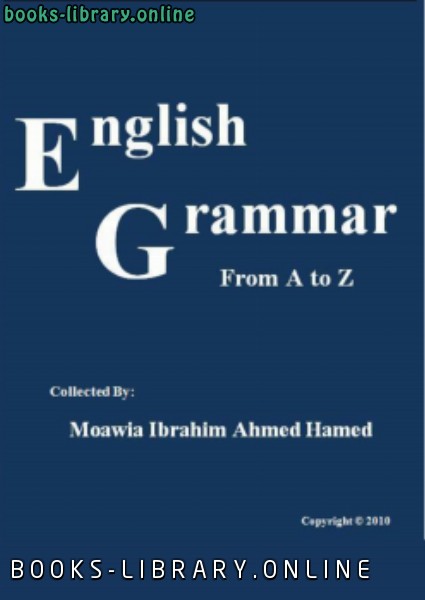 books-library.online
English
Grammar
From A to Z
Collected By:
Moawia Ibrahim Ahmed Hamed
Copyright © 2010
BOOKS-LIBRARY.ONLINE